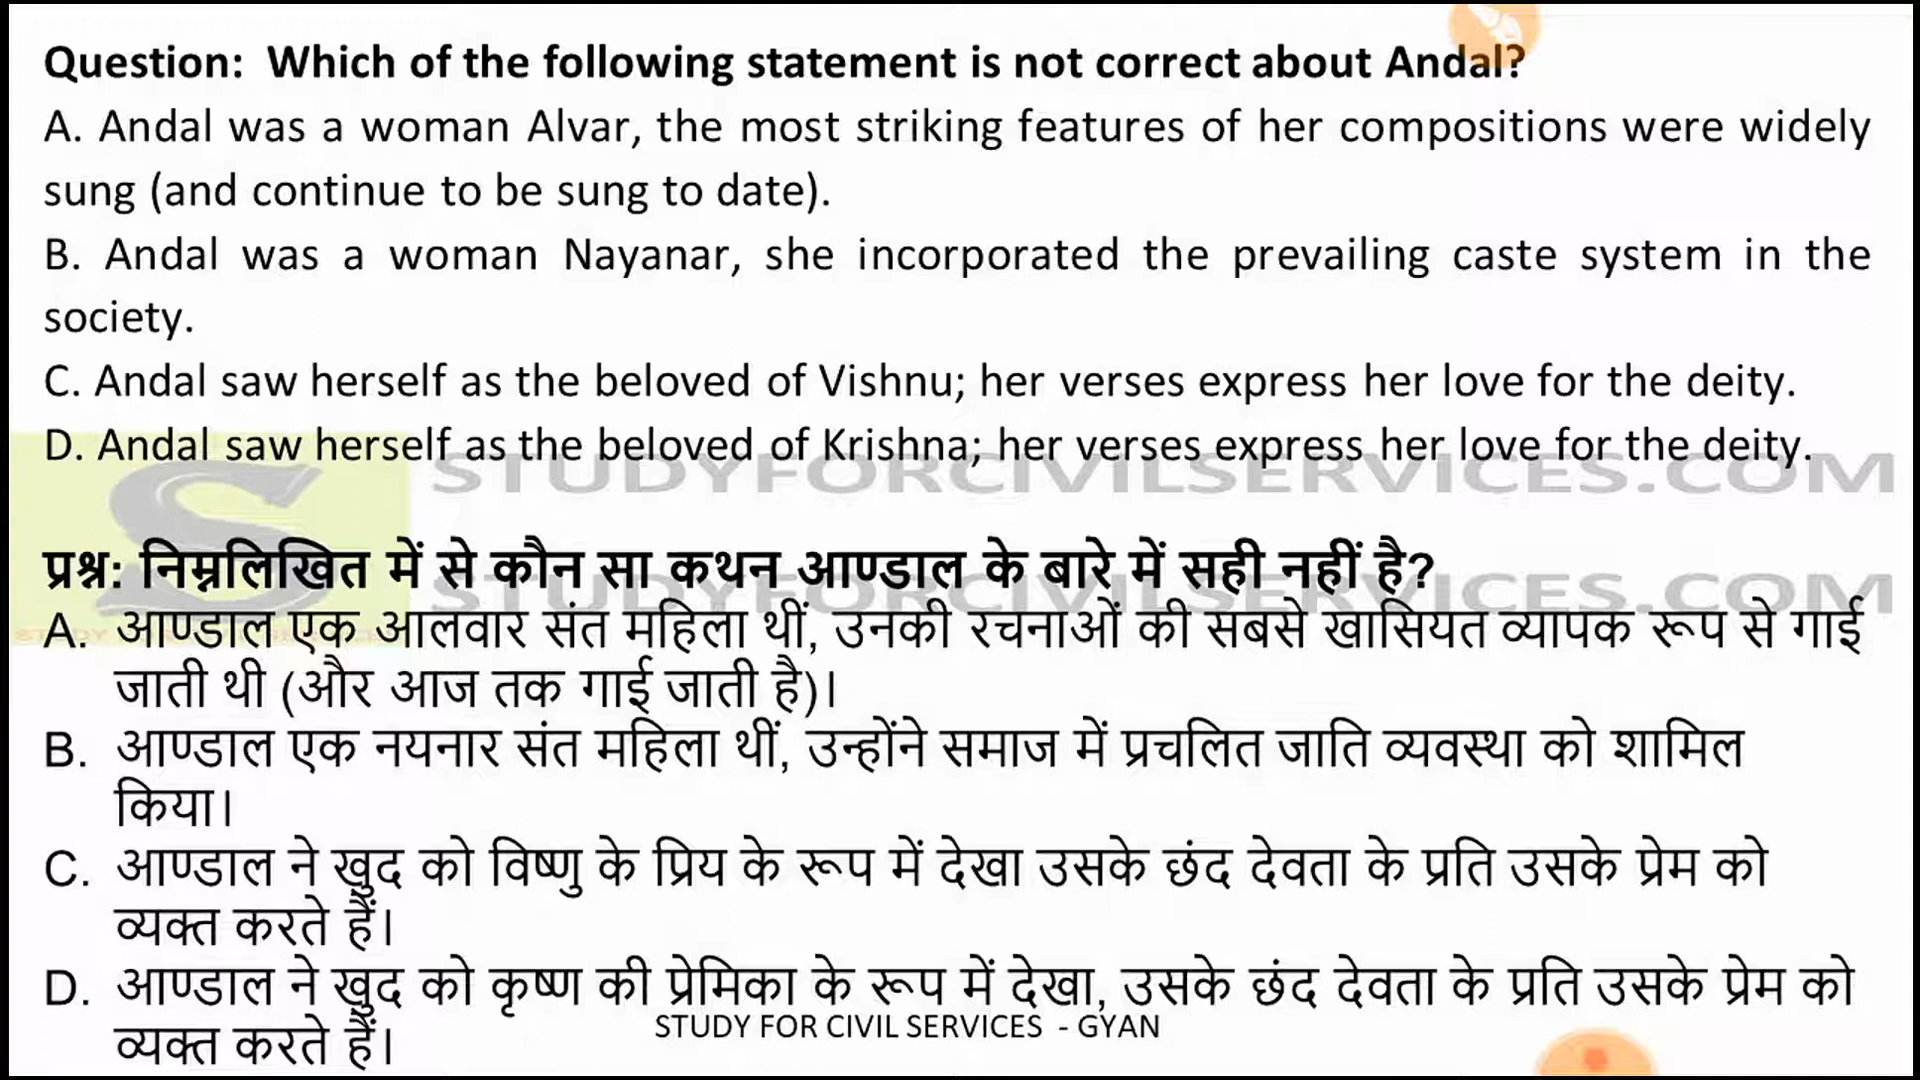 Question: Which of the following statement is not correct about Andal?
A. Andal was a woman Alvar, the most striking features of her compositions were widely
sung (and continue to be sung to date).
B. Andal was a woman Nayanar, she incorporated the prevailing caste system in the
society.
C. Andal saw herself as the beloved of Vishnu; her verses express her love for the deity.
D. Andal saw herself as the beloved of Krishna; her verses express her love for the deity.
STUDYFORCIVILSERVICES.COM
प्रश्न: निम्नलिखित में से कौन सा कथन आण्डाल के बारे में सही नहीं है?
STUDYFORCIVILSERVICES.COM
A. आण्डाल एक आलवार संत महिला थीं, उनकी रचनाओं की सबसे खासियत व्यापक रूप से गाई
जाती थी (और आज तक गाई जाती है)।
B. आण्डाल एक नयनार संत महिला थीं, उन्होंने समाज में प्रचलित जाति व्यवस्था को शामिल
किया।
C. आण्डाल ने खुद को विष्णु के प्रिय के रूप में देखा उसके छंद देवता के प्रति उसके प्रेम को
व्यक्त करते हैं।
D. आण्डाल ने खुद को कृष्ण की प्रेमिका के रूप में देखा, उसके छंद देवता के प्रति उसके प्रेम को
व्यक्त करते हैं।
STUDY FOR CIVIL SERVICES - GYAN